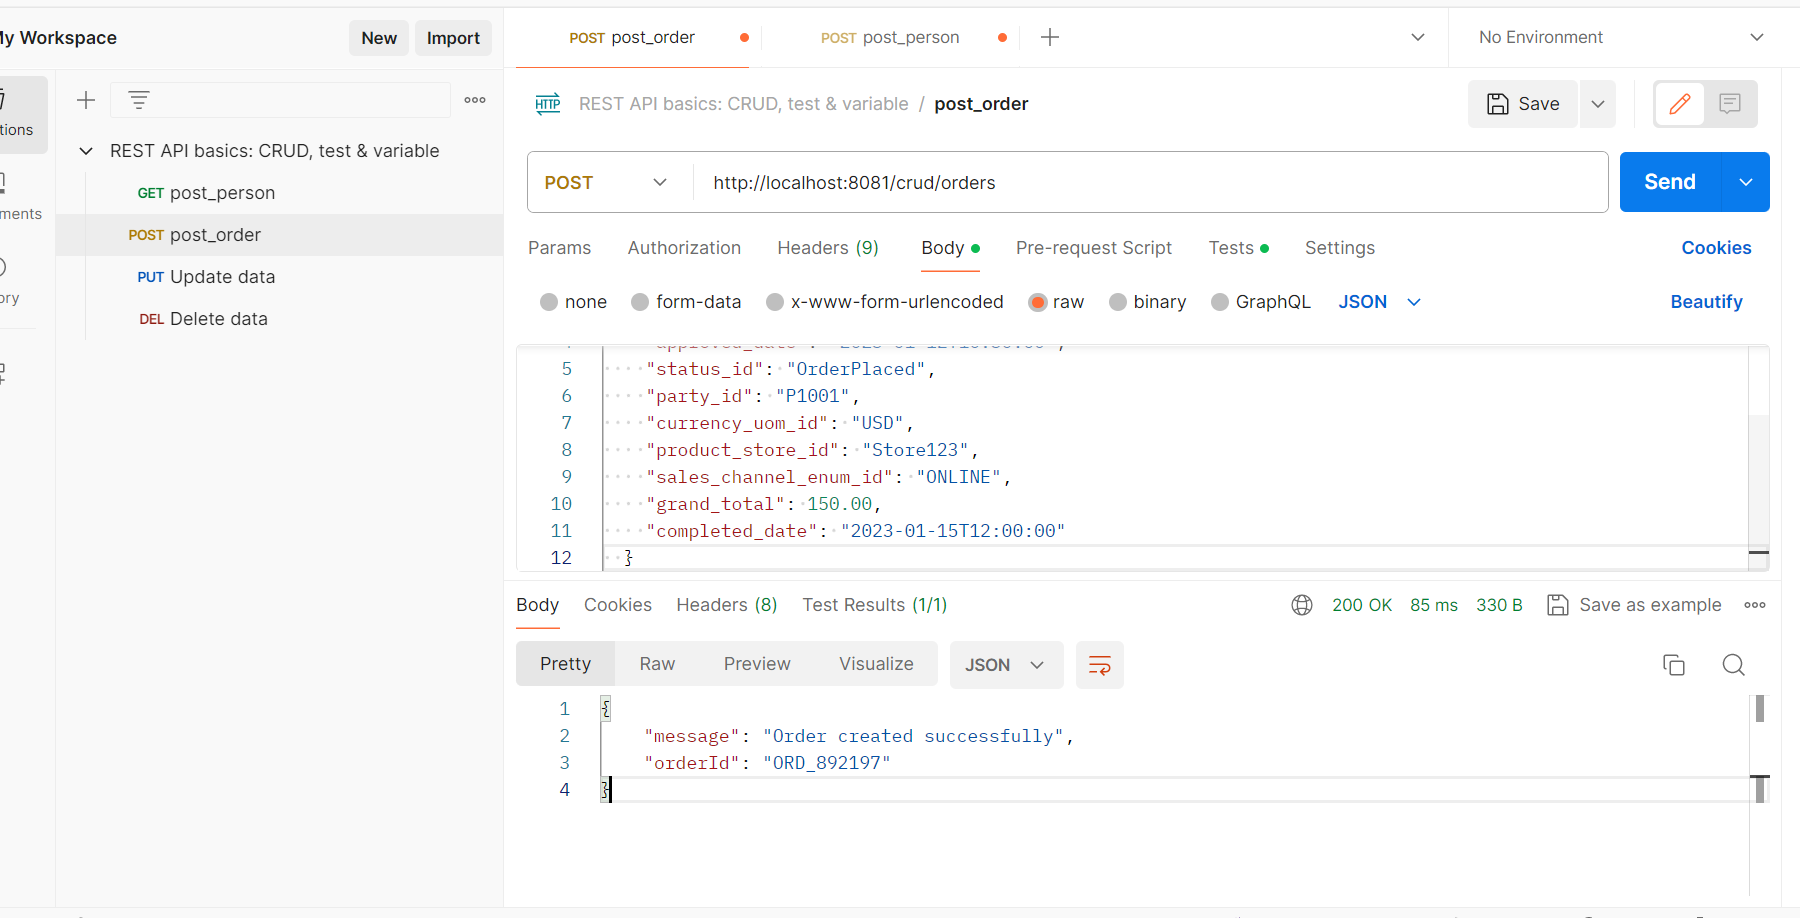 My Workspace
New
Import
POST post_order
POST post_person
No Environment
REST API basics: CRUD, test & variable / post_order
Save
REST API basics: CRUD, test & variable
GET post_person
POST post_order
PUT Update data
DEL Delete data
POST
http://localhost:8081/crud/orders
Send
Params
Authorization
Headers (9)
Body
Pre-request Script
Tests
Settings
Cookies
none
form-data
x-www-form-urlencoded
raw
binary
GraphQL
JSON
Beautify
5 "status_id": "OrderPlaced",
6 "party_id": "P1001",
7 "currency_uom_id": "USD",
8 "product_store_id": "Store123",
9 "sales_channel_enum_id": "ONLINE",
10 "grand_total": 150.00,
11 "completed_date": "2023-01-15T12:00:00"
12 }
Body
Cookies
Headers (8)
Test Results (1/1)
200 OK
85 ms
330 B
Save as example
Pretty
Raw
Preview
Visualize
JSON
1 {
2 "message": "Order created successfully",
3 "orderId": "ORD_892197"
4 }